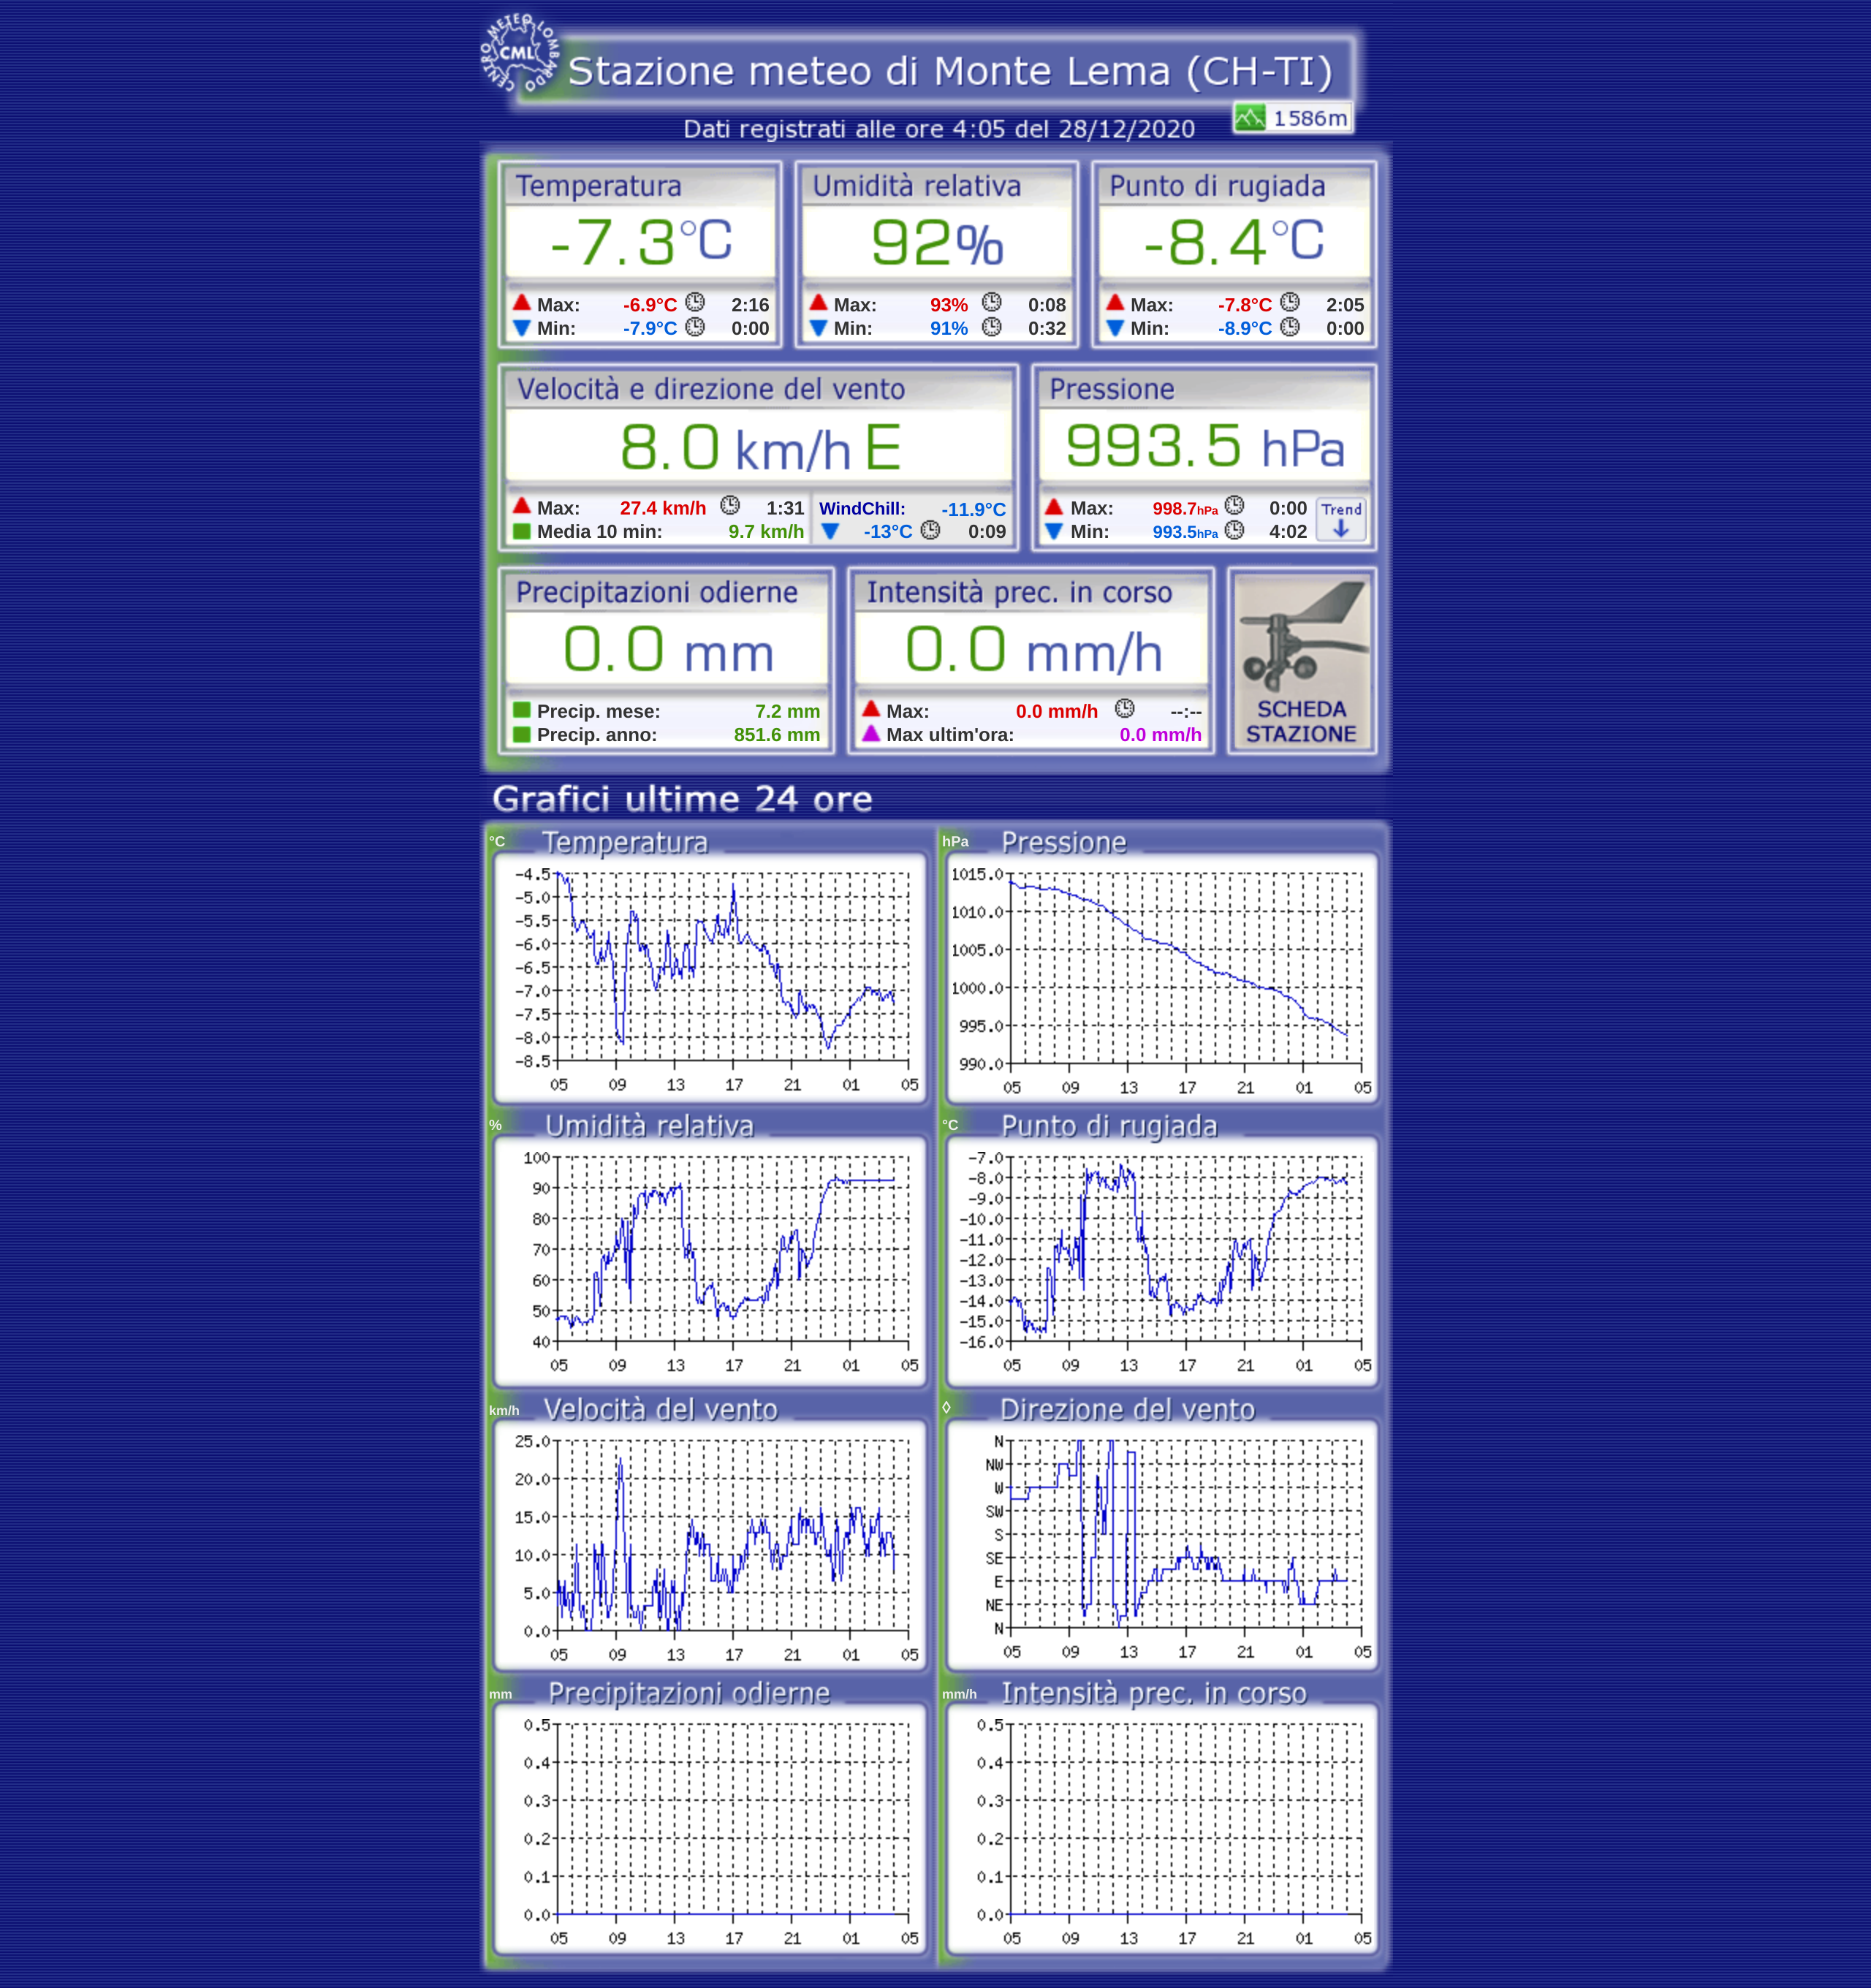 CENTRO METEO LOMBARDO
CML
Stazione meteo di Monte Lema (CH-TI)
1586m
Dati registrati alle ore 4:05 del 28/12/2020
Temperatura Umidità relativa Punto di rugiada
-7.3°C 92% -8.4°C
Max: -6.9°C 2:16 Max: 93% 0:08 Max: -7.8°C 2:05
Min: -7.9°C 0:00 Min: 91% 0:32 Min: -8.9°C 0:00
Velocità e direzione del vento Pressione
8.0 km/h E 993.5 hPa
Max: 27.4 km/h 1:31 WindChill: -11.9°C Max: 998.7hPa 0:00 Trend
Media 10 min: 9.7 km/h -13°C 0:09 Min: 993.5hPa 4:02
Precipitazioni odierne Intensità prec. in corso
0.0 mm 0.0 mm/h
Precip. mese: 7.2 mm Max: 0.0 mm/h --:-- SCHEDA
Precip. anno: 851.6 mm Max ultim'ora: 0.0 mm/h STAZIONE
Grafici ultime 24 ore
°C Temperatura
-4.5
-5.0
-5.5
-6.0
-6.5
-7.0
-7.5
-8.0
-8.5
05 09 13 17 21 01 05
hPa Pressione
1015.0
1010.0
1005.0
1000.0
995.0
990.0
05 09 13 17 21 01 05
% Umidità relativa
100
90
80
70
60
50
40
05 09 13 17 21 01 05
°C Punto di rugiada
-7.0
-8.0
-9.0
-10.0
-11.0
-12.0
-13.0
-14.0
-15.0
-16.0
05 09 13 17 21 01 05
km/h Velocità del vento
25.0
20.0
15.0
10.0
5.0
0.0
05 09 13 17 21 01 05
◊ Direzione del vento
N
NW
W
SW
S
SE
E
NE
N
05 09 13 17 21 01 05
mm Precipitazioni odierne
0.5
0.4
0.3
0.2
0.1
0.0
05 09 13 17 21 01 05
mm/h Intensità prec. in corso
0.5
0.4
0.3
0.2
0.1
0.0
05 09 13 17 21 01 05